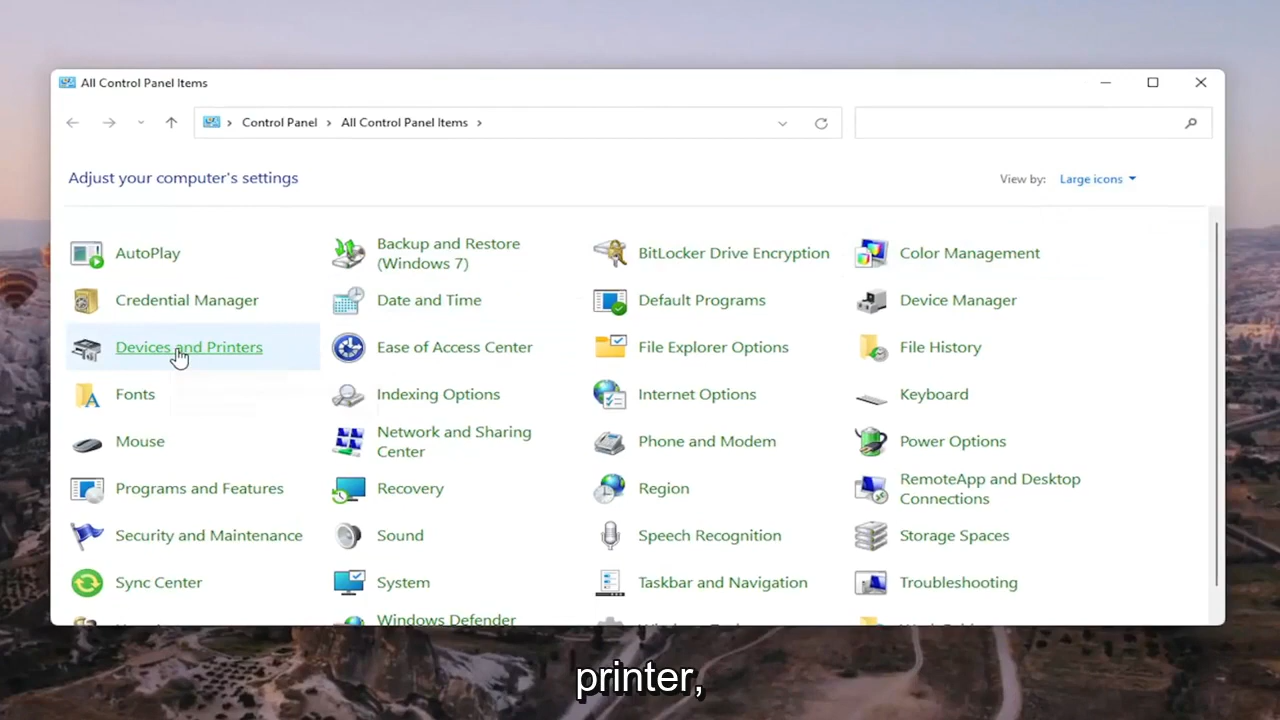 All Control Panel Items
Control Panel > All Control Panel Items >
Adjust your computer's settings
View by: Large icons
AutoPlay
Backup and Restore
(Windows 7)
BitLocker Drive Encryption
Color Management
Credential Manager
Date and Time
Default Programs
Device Manager
Devices and Printers
Ease of Access Center
File Explorer Options
File History
Fonts
Indexing Options
Internet Options
Keyboard
Mouse
Network and Sharing
Center
Phone and Modem
Power Options
Programs and Features
Recovery
Region
RemoteApp and Desktop
Connections
Security and Maintenance
Sound
Speech Recognition
Storage Spaces
Sync Center
System
Taskbar and Navigation
Troubleshooting
Windows Defender
printer,